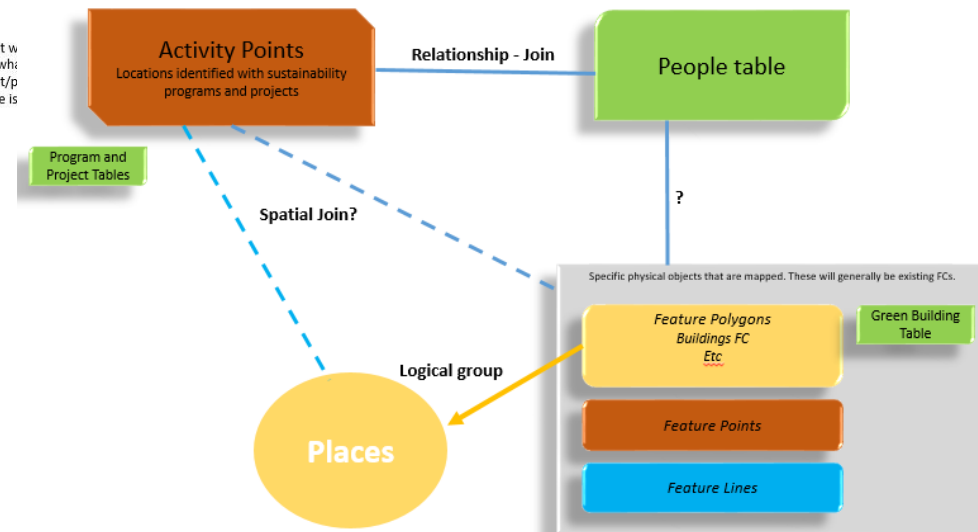 Activity Points
Locations identified with sustainability
programs and projects
Relationship - Join
People table
Program and
Project Tables
Spatial Join?
?
Specific physical objects that are mapped. These will generally be existing FCs.
Feature Polygons
Buildings FC
Etc
Green Building
Table
Logical group
Feature Points
Places
Feature Lines